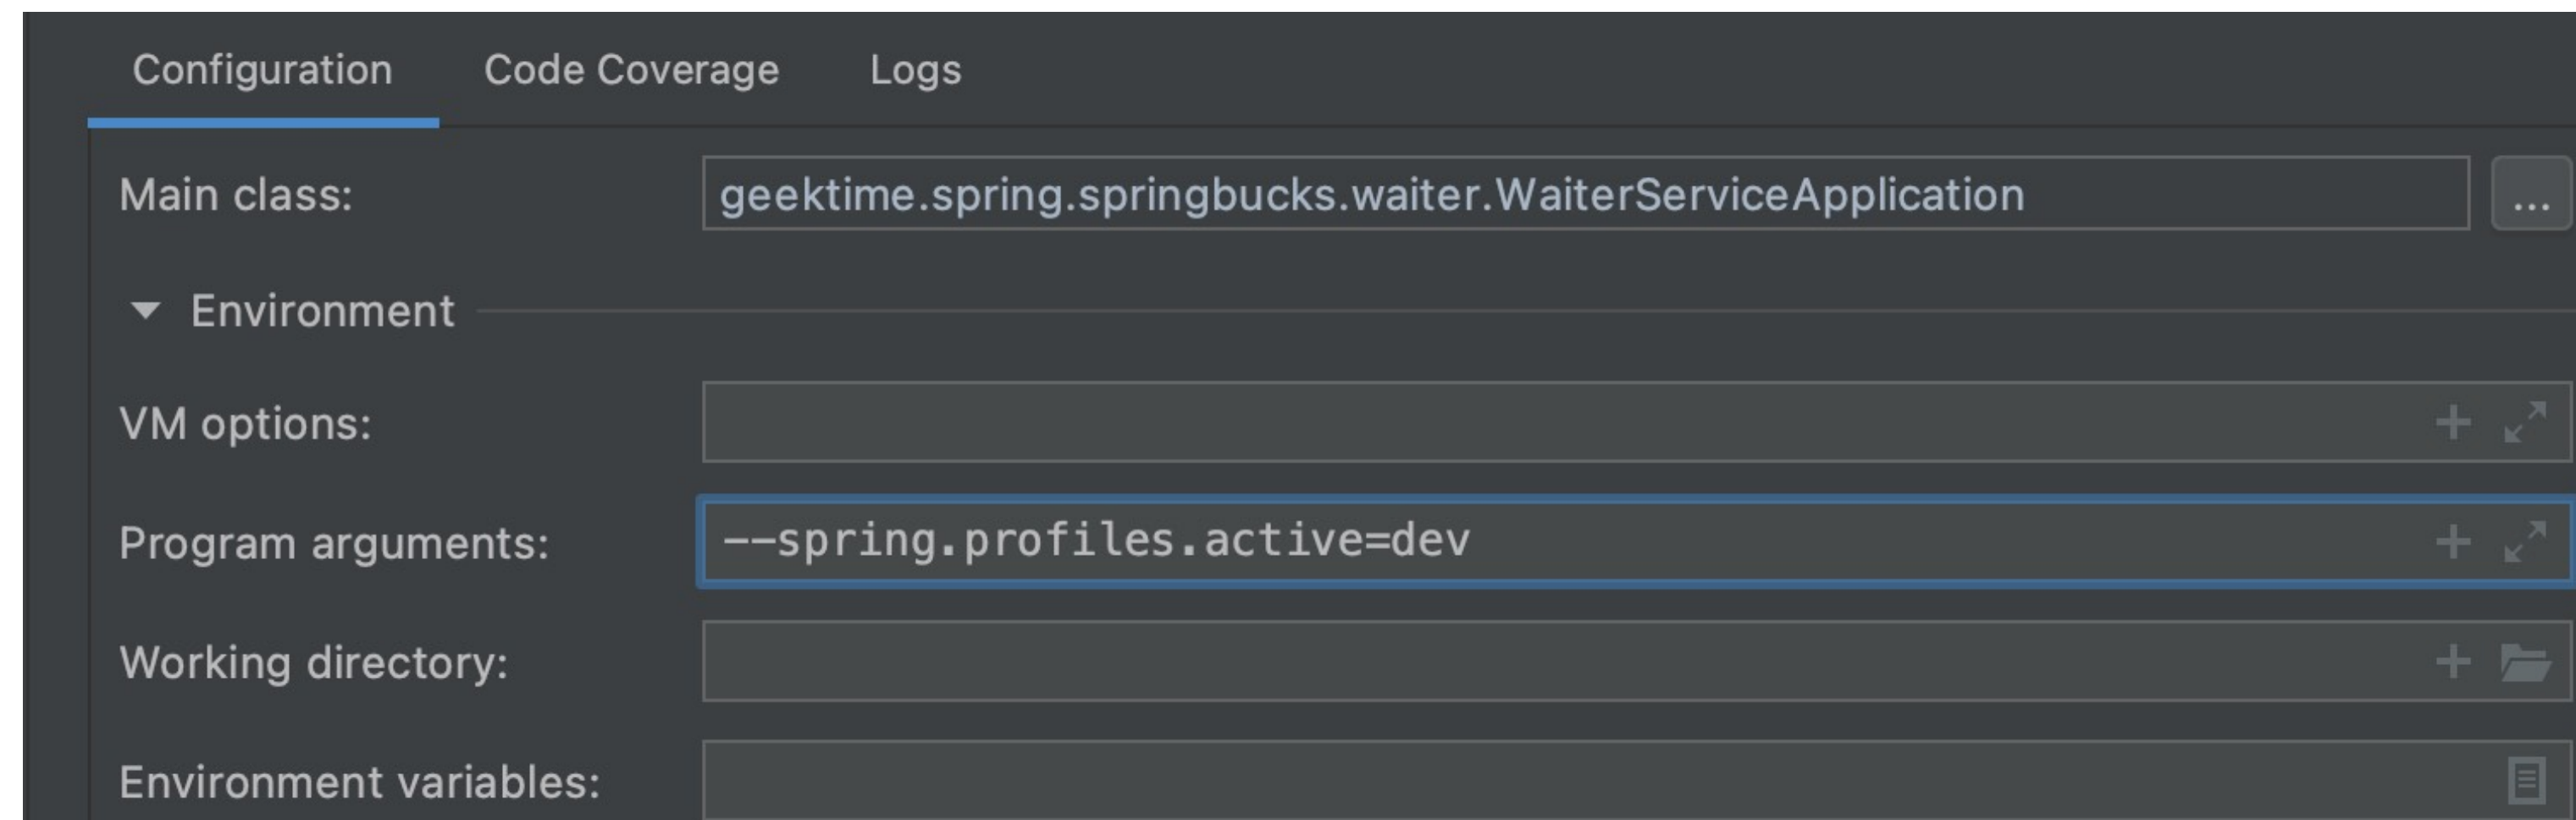 Configuration Code Coverage Logs
Main class: geektime.spring.springbucks.waiter.WaiterServiceApplication ...
Environment
VM options:
Program arguments: --spring.profiles.active=dev
Working directory:
Environment variables: